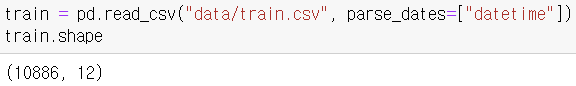 train = pd.read_csv("data/train.csv", parse_dates=["datetime"])
train.shape
(10886, 12)